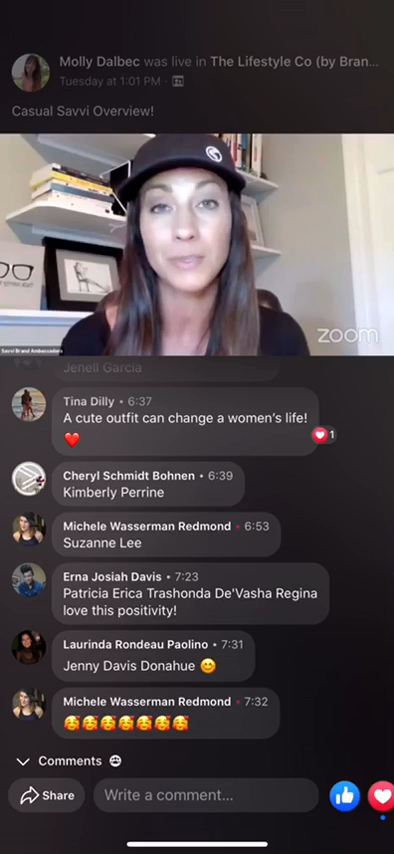 Molly Dalbec was live in The Lifestyle Co (by Bran...
Tuesday at 1:01 PM ·
Casual Savvi Overview!
zoom
Savvi Brand Ambassadors
Jenell Garcia
Tina Dilly • 6:37
A cute outfit can change a women's life!
❤️
1
Cheryl Schmidt Bohnen • 6:39
Kimberly Perrine
Michele Wasserman Redmond • 6:53
Suzanne Lee
Erna Josiah Davis • 7:23
Patricia Erica Trashonda De'Vasha Regina
love this positivity!
Laurinda Rondeau Paolino • 7:31
Jenny Davis Donahue 😊
Michele Wasserman Redmond • 7:32
🥰🥰🥰🥰🥰🥰🥰
Comments
Share
Write a comment...